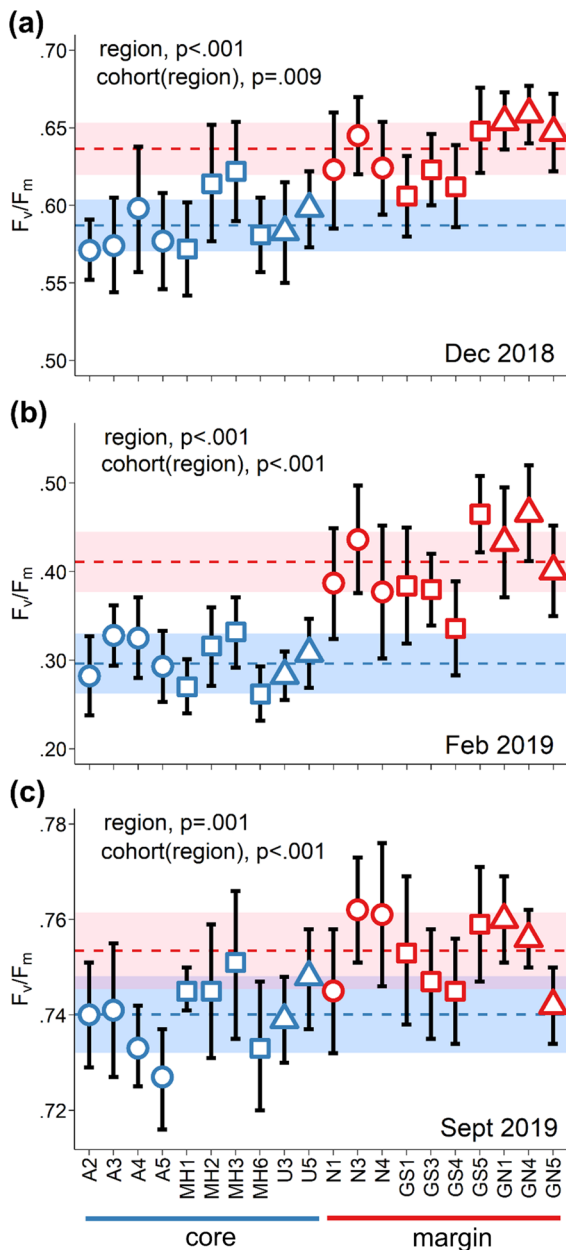 (a)
region, p<.001
cohort(region), p=.009
.70
.65
.60
.55
.50
Fv/Fm
Dec 2018
(b)
region, p<.001
cohort(region), p<.001
.50
.40
.30
.20
Fv/Fm
Feb 2019
(c)
region, p=.001
cohort(region), p<.001
.78
.76
.74
.72
Fv/Fm
Sept 2019
A2 A3 A4 A5 MH1 MH2 MH3 MH6 U3 U5 N1 N3 N4 GS1 GS3 GS4 GS5 GN1 GN4 GN5
core margin